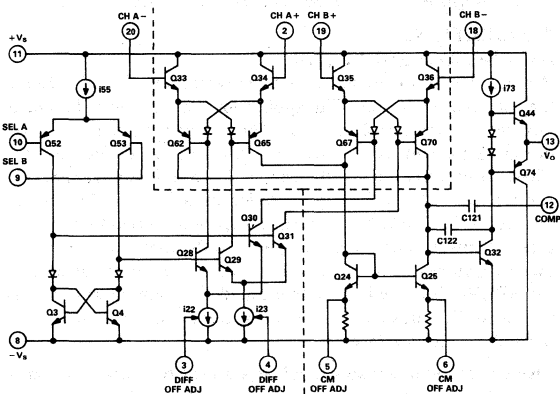 CH A−
20
CH A+
2
CH B+
19
CH B−
18
+Vs
11
Q33
Q34
Q35
Q36
i55
i73
Q44
SEL A
10
Q52
Q53
Q62
Q65
Q67
Q70
13
Vo
SEL B
9
Q74
Q30
Q31
C121
12
COMP
C122
Q28
Q29
Q32
Q24
Q25
Q3
Q4
i22
i23
8
−Vs
3
DIFF
OFF ADJ
4
DIFF
OFF ADJ
5
CM
OFF ADJ
6
CM
OFF ADJ